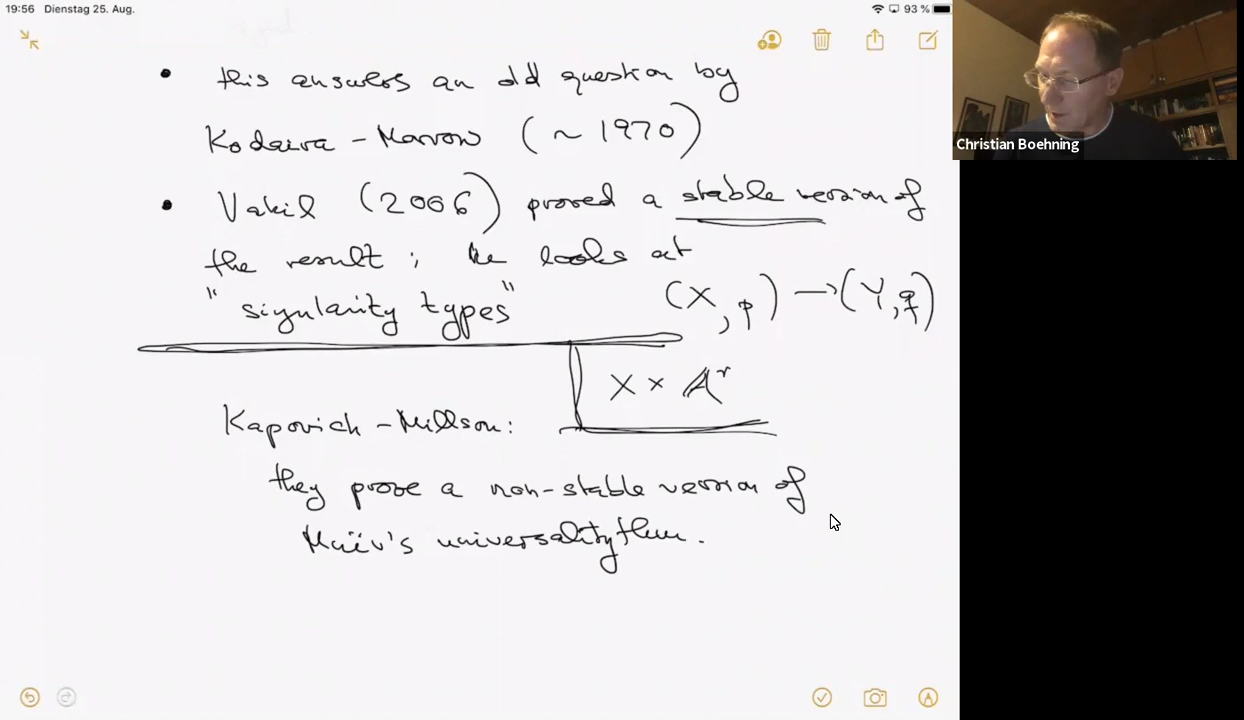 19:56 Dienstag 25. Aug.
93 %
• this answers an old question by
Kodaira - Morrow (~ 1970)
• Vakil (2006) proved a stable version of
the result ; he looks at
"singularity types" (X, p) → (Y, q)
X × 𝔸^r
Kapovich - Millson :
they prove a non-stable version of
Mnëv's universality thm.
Christian Boehning